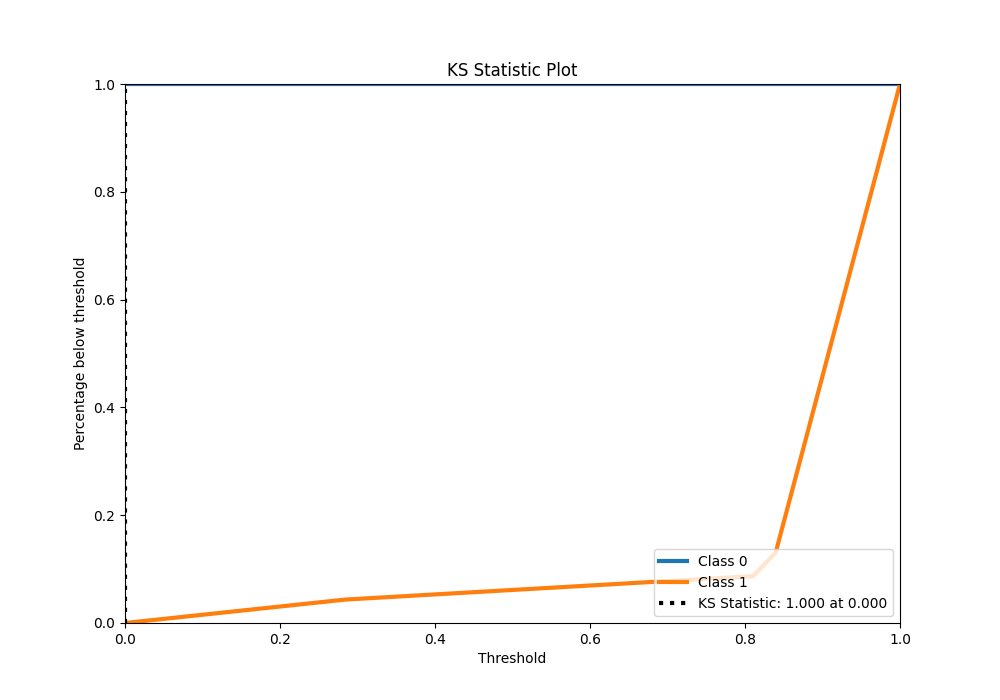 KS Statistic Plot
1.0
0.8
0.6
0.4
0.2
0.0
Percentage below threshold
0.0 0.2 0.4 0.6 0.8 1.0
Threshold
Class 0
Class 1
KS Statistic: 1.000 at 0.000